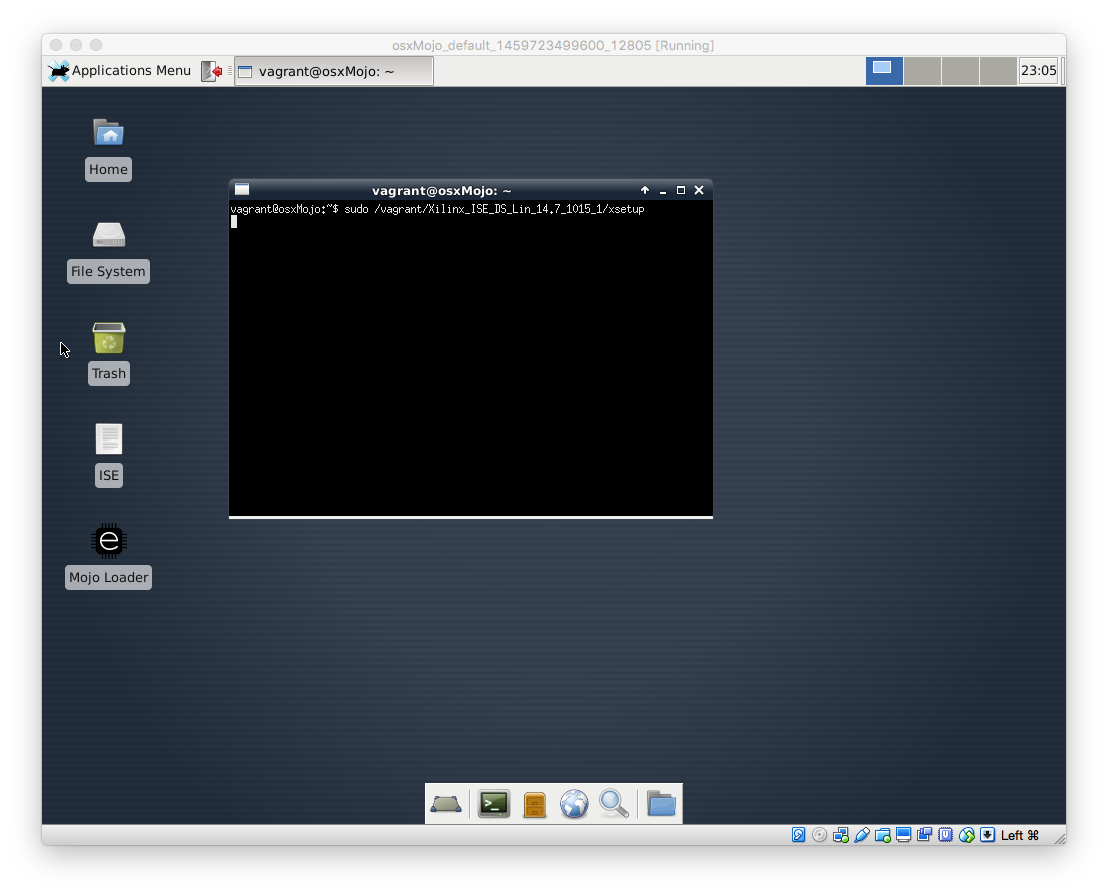 osxMojo_default_1459723499600_12805 [Running]
Applications Menu
vagrant@osxMojo: ~
23:05
Home
File System
Trash
ISE
Mojo Loader
vagrant@osxMojo: ~
vagrant@osxMojo:~$ sudo /vagrant/Xilinx_ISE_DS_Lin_14.7_1015_1/xsetup
Left ⌘